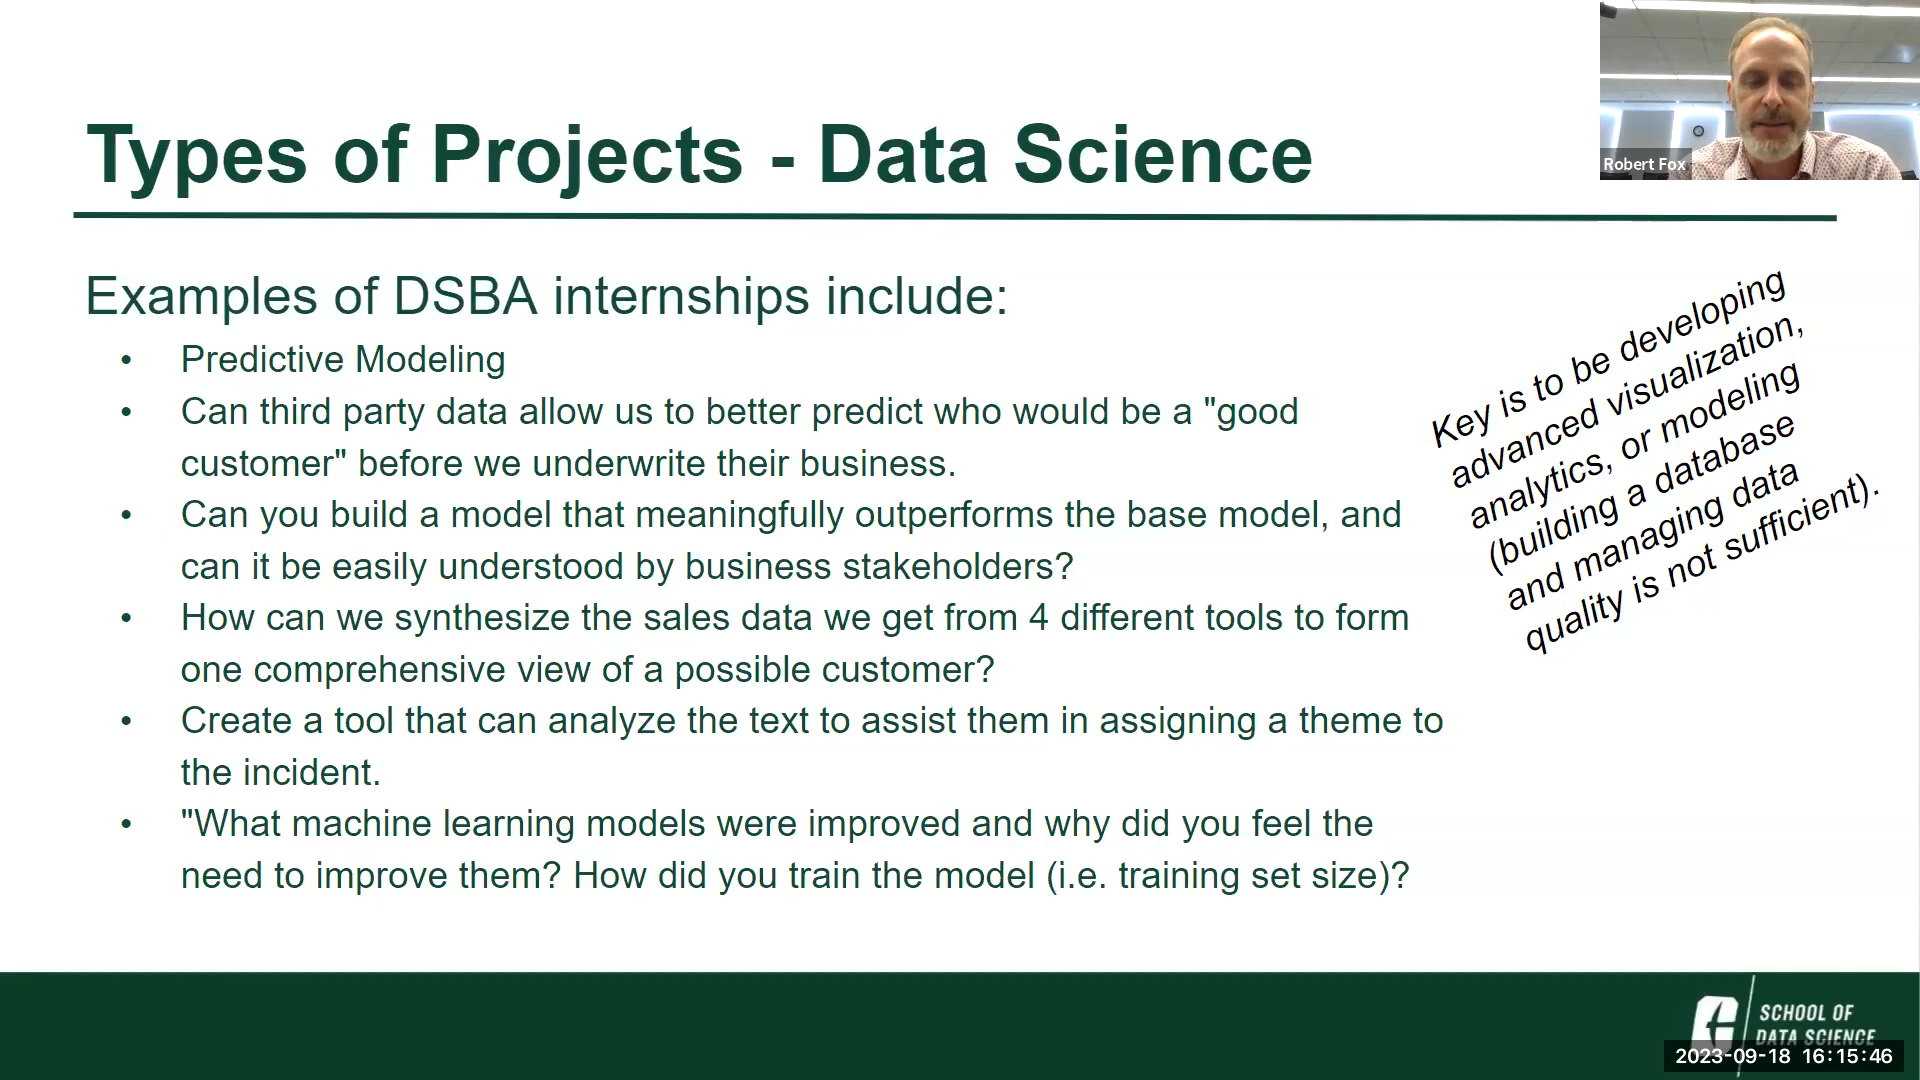 Types of Projects - Data Science
Robert Fox
Examples of DSBA internships include:
• Predictive Modeling
• Can third party data allow us to better predict who would be a "good
customer" before we underwrite their business.
• Can you build a model that meaningfully outperforms the base model, and
can it be easily understood by business stakeholders?
• How can we synthesize the sales data we get from 4 different tools to form
one comprehensive view of a possible customer?
• Create a tool that can analyze the text to assist them in assigning a theme to
the incident.
• "What machine learning models were improved and why did you feel the
need to improve them? How did you train the model (i.e. training set size)?
Key is to be developing
advanced visualization,
analytics, or modeling
(building a database
and managing data
quality is not sufficient).
SCHOOL OF
DATA SCIENCE
2023-09-18 16:15:46